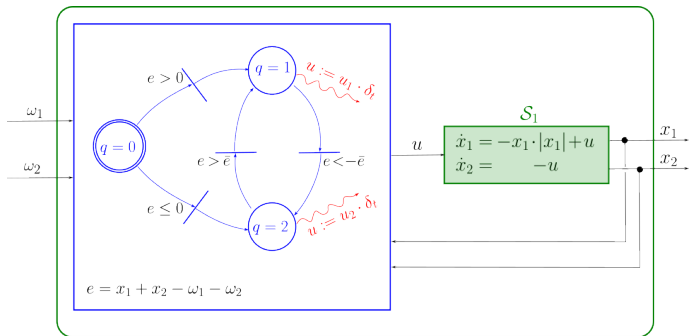 ω₁
ω₂
q = 0
e > 0
e ≤ 0
q = 1
u := u₁ · δₜ
e > ē
e < −ē
q = 2
u := u₂ · δₜ
e = x₁ + x₂ − ω₁ − ω₂
u
𝒮₁
ẋ₁ = −x₁·|x₁|+u
ẋ₂ = −u
x₁
x₂